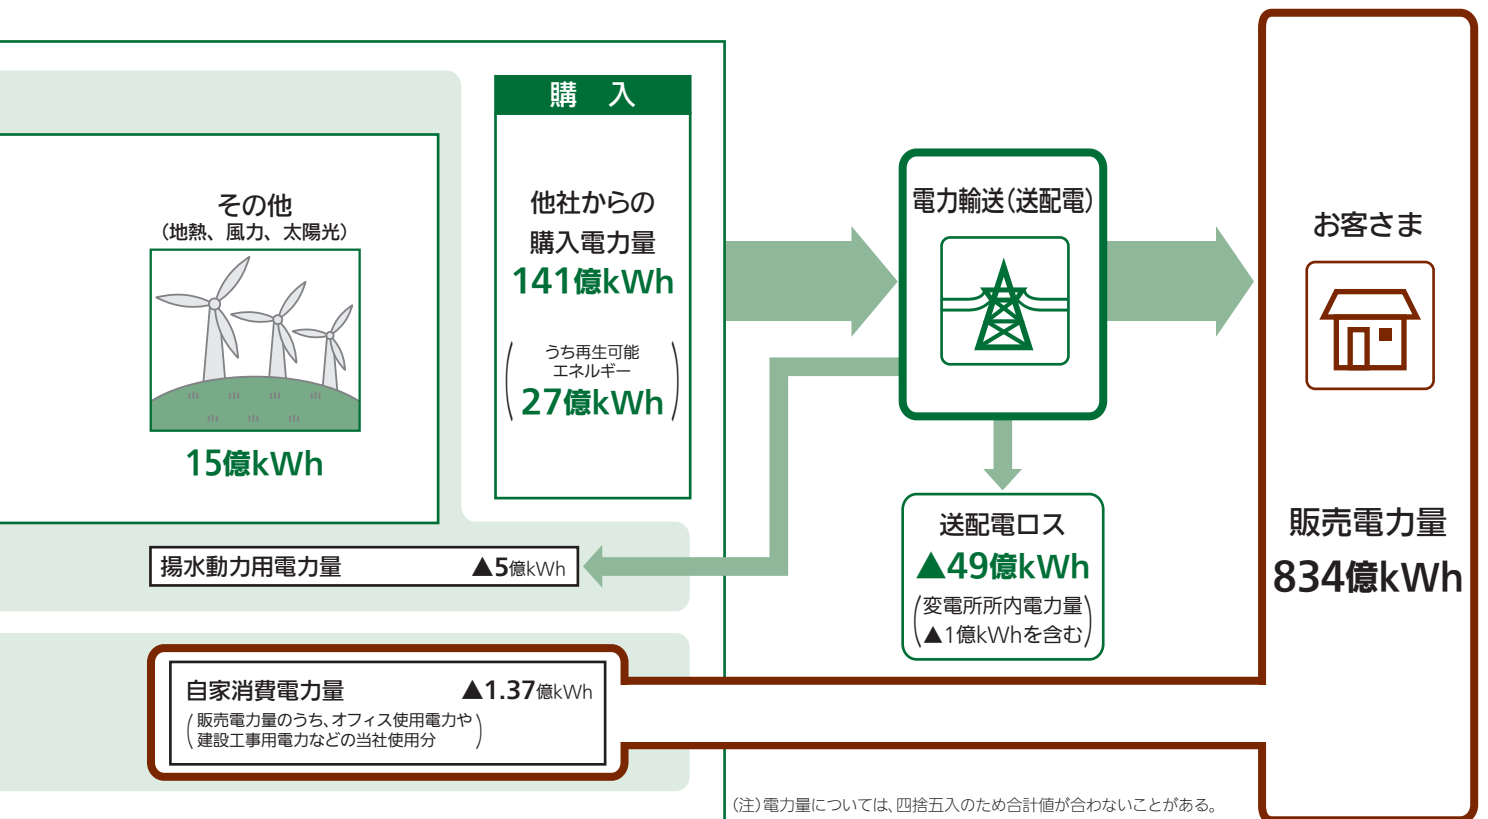 購 入
その他
(地熱、風力、太陽光)
15億kWh
他社からの
購入電力量
141億kWh
うち再生可能
エネルギー
27億kWh
電力輸送(送配電)
送配電ロス
▲49億kWh
(変電所所内電力量
▲1億kWhを含む)
お客さま
販売電力量
834億kWh
揚水動力用電力量 ▲5億kWh
自家消費電力量 ▲1.37億kWh
(販売電力量のうち、オフィス使用電力や
建設工事用電力などの当社使用分)
(注)電力量については、四捨五入のため合計値が合わないことがある。